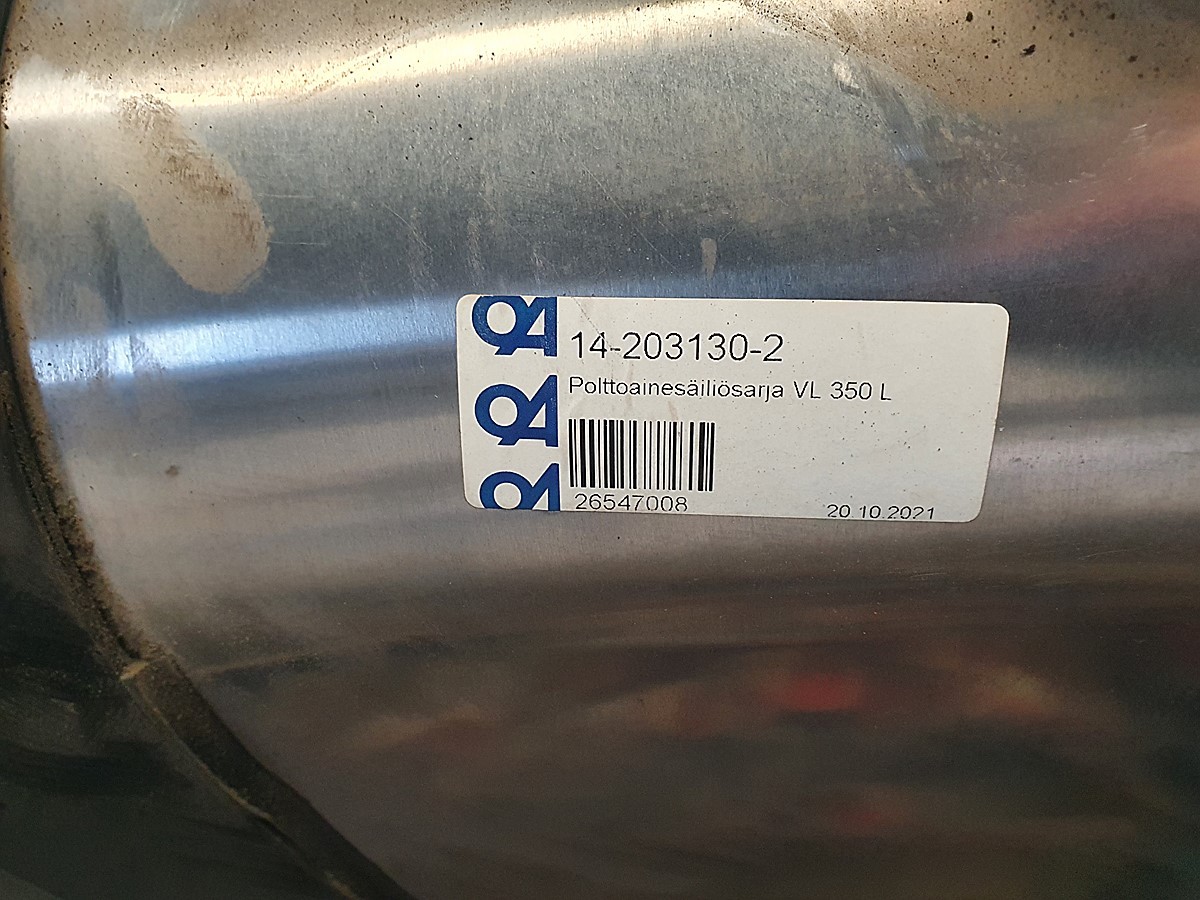 14-203130-2
Polttoainesäiliösarja VL 350 L
26547008
20.10.2021